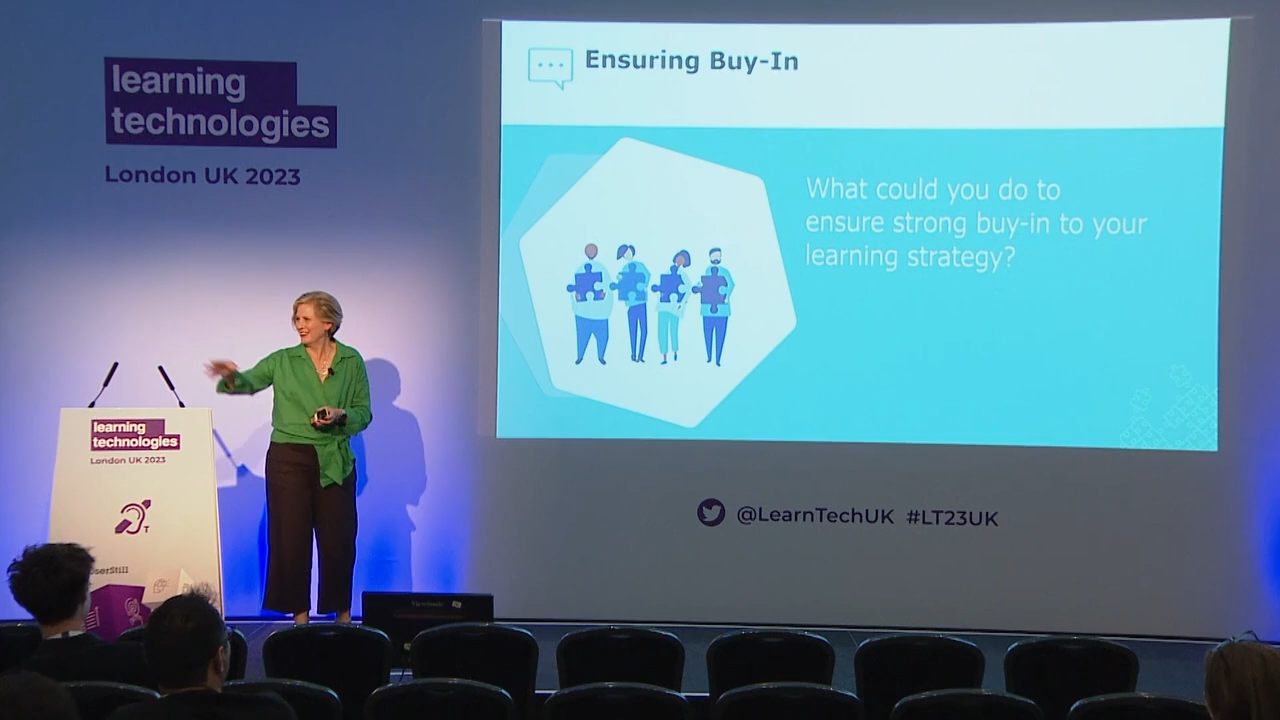 learning
technologies
London UK 2023
Ensuring Buy-In
What could you do to
ensure strong buy-in to your
learning strategy?
@LearnTechUK #LT23UK
learning
technologies
London UK 2023
T